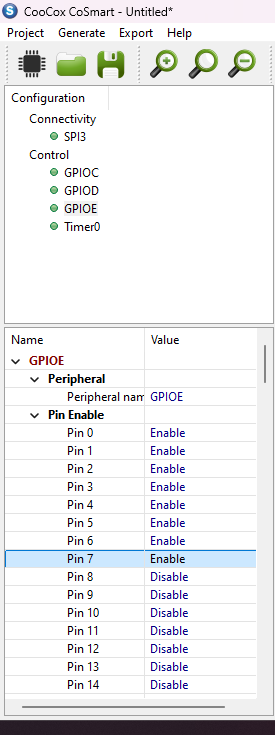 CooCox CoSmart - Untitled*
Project Generate Export Help
Configuration
Connectivity
SPI3
Control
GPIOC
GPIOD
GPIOE
Timer0
Name Value
GPIOE
Peripheral
Peripheral nam GPIOE
Pin Enable
Pin 0 Enable
Pin 1 Enable
Pin 2 Enable
Pin 3 Enable
Pin 4 Enable
Pin 5 Enable
Pin 6 Enable
Pin 7 Enable
Pin 8 Disable
Pin 9 Disable
Pin 10 Disable
Pin 11 Disable
Pin 12 Disable
Pin 13 Disable
Pin 14 Disable